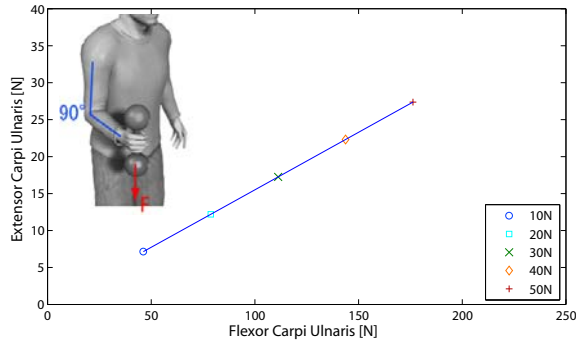 40
35
30
25
20
15
10
5
0
Extensor Carpi Ulnaris [N]
90°
F
10N
20N
30N
40N
50N
0 50 100 150 200 250
Flexor Carpi Ulnaris [N]